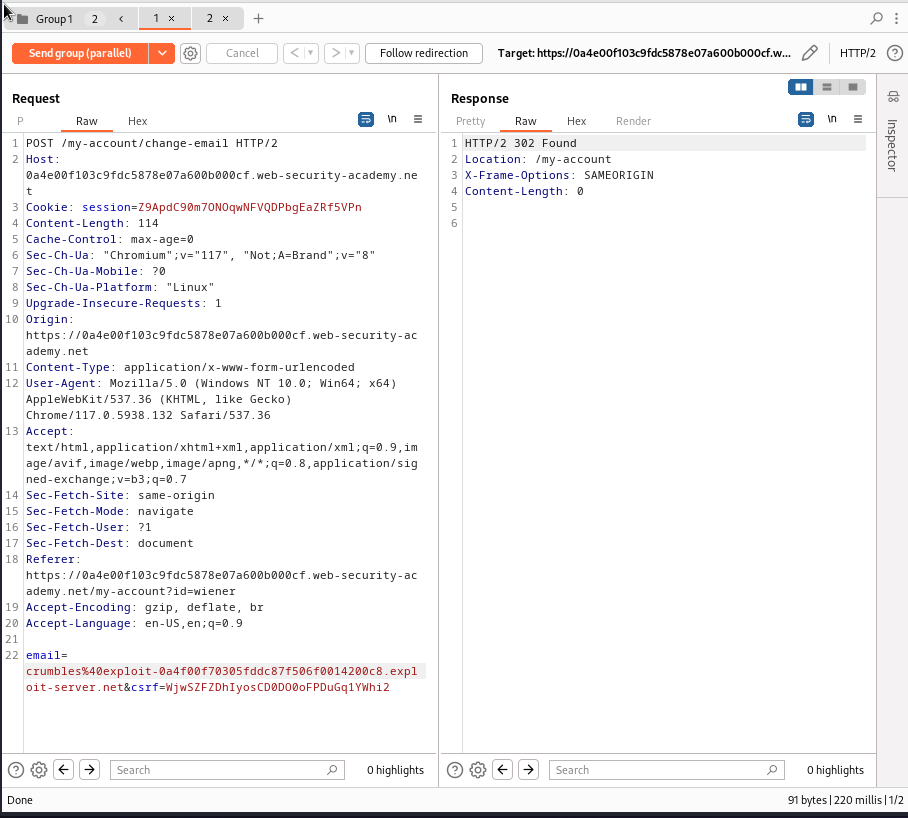 Group1 2 1 × 2 × +
Send group (parallel) Cancel < > Follow redirection Target: https://0a4e00f103c9fdc5878e07a600b000cf.w... HTTP/2 ?
Request
P Raw Hex \n
1 POST /my-account/change-email HTTP/2
2 Host:
0a4e00f103c9fdc5878e07a600b000cf.web-security-academy.ne
t
3 Cookie: session=Z9ApdC90m7ONOqwNFVQDPbgEaZRf5VPn
4 Content-Length: 114
5 Cache-Control: max-age=0
6 Sec-Ch-Ua: "Chromium";v="117", "Not;A=Brand";v="8"
7 Sec-Ch-Ua-Mobile: ?0
8 Sec-Ch-Ua-Platform: "Linux"
9 Upgrade-Insecure-Requests: 1
10 Origin:
https://0a4e00f103c9fdc5878e07a600b000cf.web-security-ac
ademy.net
11 Content-Type: application/x-www-form-urlencoded
12 User-Agent: Mozilla/5.0 (Windows NT 10.0; Win64; x64)
AppleWebKit/537.36 (KHTML, like Gecko)
Chrome/117.0.5938.132 Safari/537.36
13 Accept:
text/html,application/xhtml+xml,application/xml;q=0.9,im
age/avif,image/webp,image/apng,*/*;q=0.8,application/sig
ned-exchange;v=b3;q=0.7
14 Sec-Fetch-Site: same-origin
15 Sec-Fetch-Mode: navigate
16 Sec-Fetch-User: ?1
17 Sec-Fetch-Dest: document
18 Referer:
https://0a4e00f103c9fdc5878e07a600b000cf.web-security-ac
ademy.net/my-account?id=wiener
19 Accept-Encoding: gzip, deflate, br
20 Accept-Language: en-US,en;q=0.9
21
22 email=
crumbles%40exploit-0a4f00f70305fddc87f506f0014200c8.expl
oit-server.net&csrf=WjwSZFZDhIyosCD0DO0oFPDuGq1YWhi2
? Search 0 highlights
Response
Pretty Raw Hex Render \n
1 HTTP/2 302 Found
2 Location: /my-account
3 X-Frame-Options: SAMEORIGIN
4 Content-Length: 0
5
6
? Search 0 highlights
Inspector
Done 91 bytes | 220 millis | 1/2